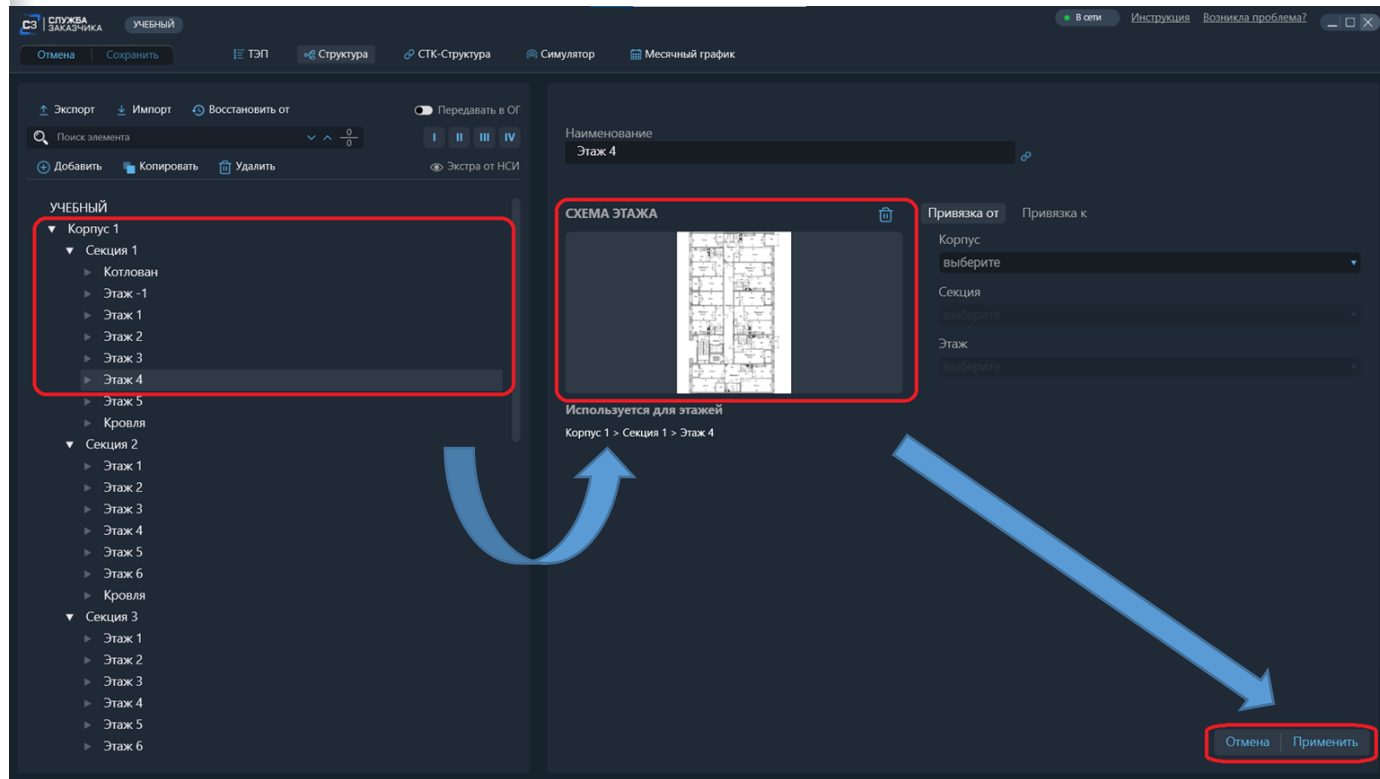 СЗ СЛУЖБА ЗАКАЗЧИКА УЧЕБНЫЙ
В сети Инструкция Возникла проблема?
Отмена Сохранить ТЭП Структура СТК-Структура Симулятор Месячный график
Экспорт Импорт Восстановить от Передавать в ОГ
Поиск элемента 0 0 I II III IV
Добавить Копировать Удалить Экстра от НСИ
УЧЕБНЫЙ
Корпус 1
Секция 1
Котлован
Этаж -1
Этаж 1
Этаж 2
Этаж 3
Этаж 4
Этаж 5
Кровля
Секция 2
Этаж 1
Этаж 2
Этаж 3
Этаж 4
Этаж 5
Этаж 6
Кровля
Секция 3
Этаж 1
Этаж 2
Этаж 3
Этаж 4
Этаж 5
Этаж 6
Наименование
Этаж 4
СХЕМА ЭТАЖА
Используется для этажей
Корпус 1 > Секция 1 > Этаж 4
Привязка от Привязка к
Корпус
выберите
Секция
выберите
Этаж
выберите
Отмена Применить